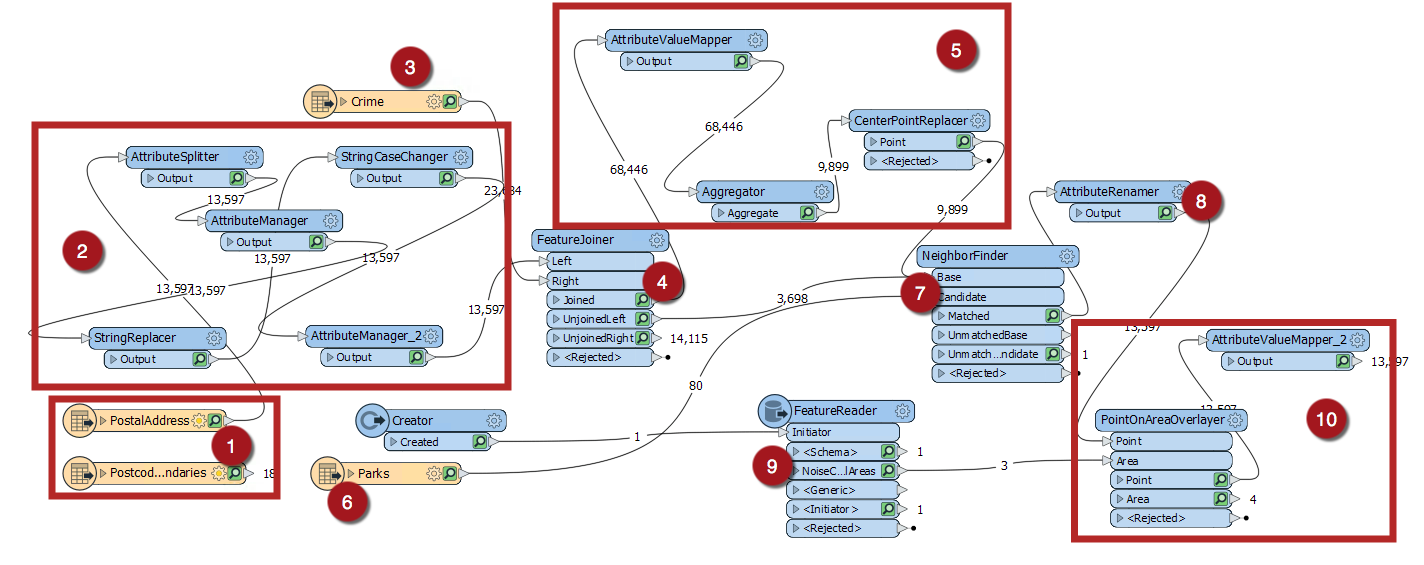 AttributeValueMapper
Output
5
3
Crime
68,446
CenterPointReplacer
Point
<Rejected>
AttributeSplitter
Output
StringCaseChanger
Output
68,446
9,899
23,684
AttributeRenamer
Output
8
13,597
Aggregator
Aggregate
9,899
AttributeManager
Output
2
13,597
13,597
FeatureJoiner
Left
Right
Joined
UnjoinedLeft
UnjoinedRight
14,115
<Rejected>
4
NeighborFinder
Base
Candidate
Matched
UnmatchedBase
Unmatch...ndidate
1
<Rejected>
7
13,597
13,597
13,597
3,698
StringReplacer
Output
AttributeManager_2
Output
13,597
AttributeValueMapper_2
Output
13,597
80
13,597
10
PostalAddress
1
Postcod...ndaries
18
Creator
Created
1
Parks
6
FeatureReader
Initiator
<Schema>
1
NoiseC...lAreas
3
<Generic>
<Initiator>
1
<Rejected>
9
PointOnAreaOverlayer
Point
Area
Point
Area
4
<Rejected>